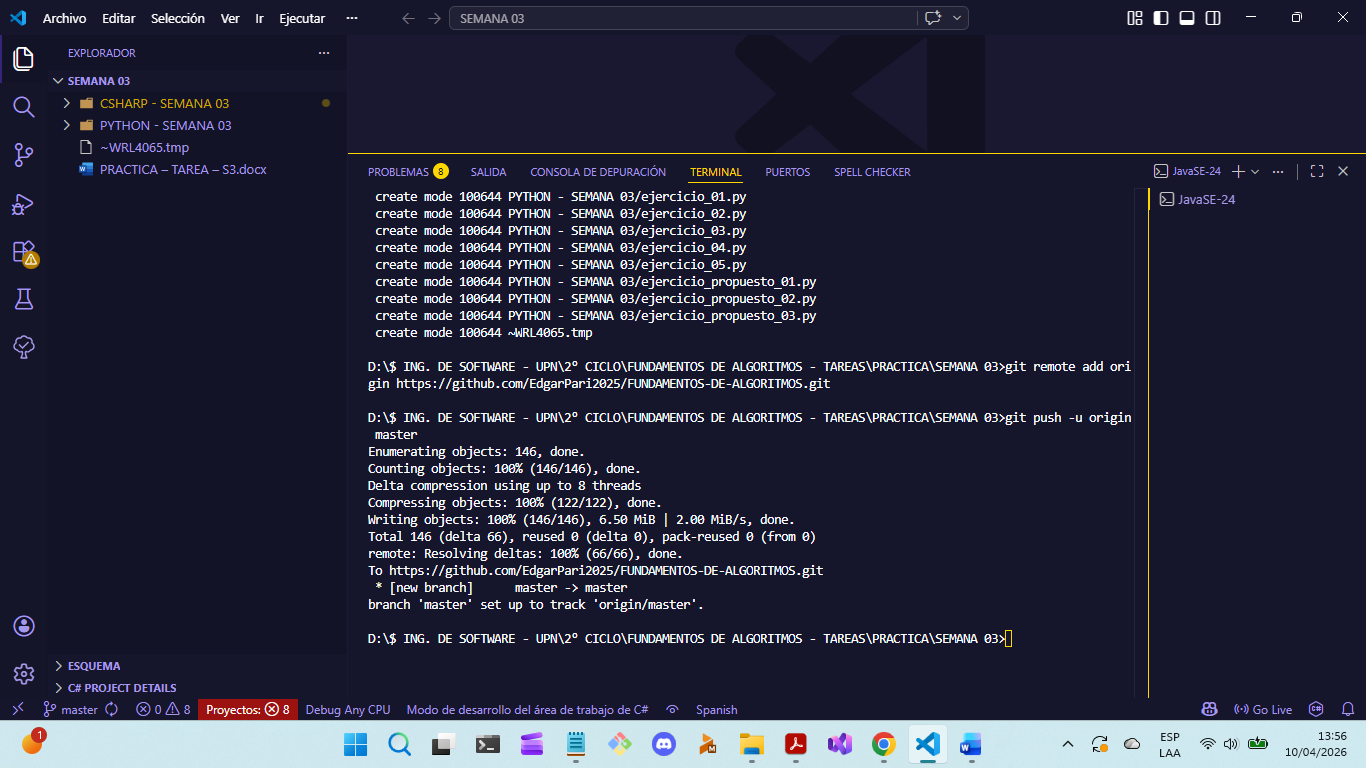 Archivo Editar Selección Ver Ir Ejecutar ···
SEMANA 03
EXPLORADOR ···
SEMANA 03
CSHARP - SEMANA 03
PYTHON - SEMANA 03
~WRL4065.tmp
PRACTICA – TAREA – S3.docx
PROBLEMAS 8 SALIDA CONSOLA DE DEPURACIÓN TERMINAL PUERTOS SPELL CHECKER
JavaSE-24
JavaSE-24
create mode 100644 PYTHON - SEMANA 03/ejercicio_01.py
create mode 100644 PYTHON - SEMANA 03/ejercicio_02.py
create mode 100644 PYTHON - SEMANA 03/ejercicio_03.py
create mode 100644 PYTHON - SEMANA 03/ejercicio_04.py
create mode 100644 PYTHON - SEMANA 03/ejercicio_05.py
create mode 100644 PYTHON - SEMANA 03/ejercicio_propuesto_01.py
create mode 100644 PYTHON - SEMANA 03/ejercicio_propuesto_02.py
create mode 100644 PYTHON - SEMANA 03/ejercicio_propuesto_03.py
create mode 100644 ~WRL4065.tmp
D:\$ ING. DE SOFTWARE - UPN\2º CICLO\FUNDAMENTOS DE ALGORITMOS - TAREAS\PRACTICA\SEMANA 03>git remote add ori
gin https://github.com/EdgarPari2025/FUNDAMENTOS-DE-ALGORITMOS.git
D:\$ ING. DE SOFTWARE - UPN\2º CICLO\FUNDAMENTOS DE ALGORITMOS - TAREAS\PRACTICA\SEMANA 03>git push -u origin
master
Enumerating objects: 146, done.
Counting objects: 100% (146/146), done.
Delta compression using up to 8 threads
Compressing objects: 100% (122/122), done.
Writing objects: 100% (146/146), 6.50 MiB | 2.00 MiB/s, done.
Total 146 (delta 66), reused 0 (delta 0), pack-reused 0 (from 0)
remote: Resolving deltas: 100% (66/66), done.
To https://github.com/EdgarPari2025/FUNDAMENTOS-DE-ALGORITMOS.git
* [new branch] master -> master
branch 'master' set up to track 'origin/master'.
D:\$ ING. DE SOFTWARE - UPN\2º CICLO\FUNDAMENTOS DE ALGORITMOS - TAREAS\PRACTICA\SEMANA 03>
ESQUEMA
C# PROJECT DETAILS
master 0 8 Proyectos: 8 Debug Any CPU Modo de desarrollo del área de trabajo de C# Spanish Go Live
1
ESP
LAA
13:56
10/04/2026